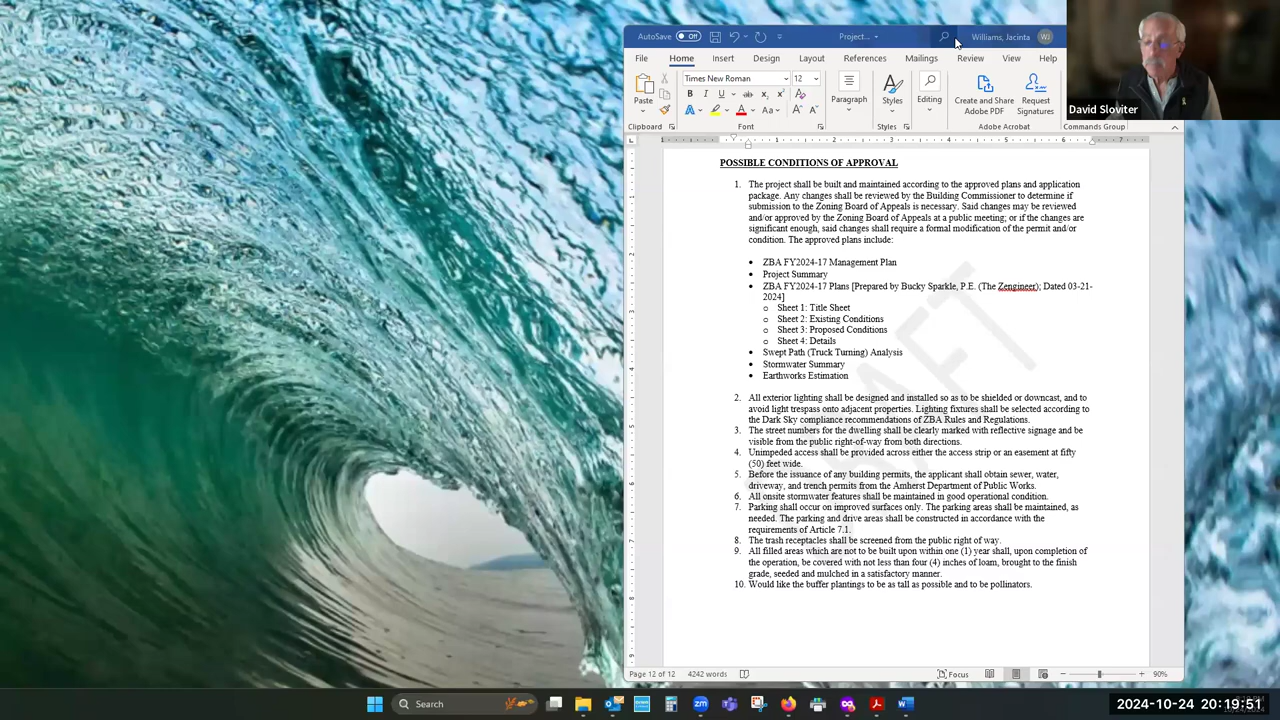 AutoSave Off Project... Williams, Jacinta WJ
David Sloviter
File Home Insert Design Layout References Mailings Review View Help
Times New Roman 12
Paste Paragraph Styles Editing Create and Share Adobe PDF Request Signatures
Clipboard Font Styles Adobe Acrobat Commands Group
POSSIBLE CONDITIONS OF APPROVAL
1. The project shall be built and maintained according to the approved plans and application
package. Any changes shall be reviewed by the Building Commissioner to determine if
submission to the Zoning Board of Appeals is necessary. Said changes may be reviewed
and/or approved by the Zoning Board of Appeals at a public meeting; or if the changes are
significant enough, said changes shall require a formal modification of the permit and/or
condition. The approved plans include:
• ZBA FY2024-17 Management Plan
• Project Summary
• ZBA FY2024-17 Plans [Prepared by Bucky Sparkle, P.E. (The Zengineer); Dated 03-21-
2024]
o Sheet 1: Title Sheet
o Sheet 2: Existing Conditions
o Sheet 3: Proposed Conditions
o Sheet 4: Details
• Swept Path (Truck Turning) Analysis
• Stormwater Summary
• Earthworks Estimation
2. All exterior lighting shall be designed and installed so as to be shielded or downcast, and to
avoid light trespass onto adjacent properties. Lighting fixtures shall be selected according to
the Dark Sky compliance recommendations of ZBA Rules and Regulations.
3. The street numbers for the dwelling shall be clearly marked with reflective signage and be
visible from the public right-of-way from both directions.
4. Unimpeded access shall be provided across either the access strip or an easement at fifty
(50) feet wide.
5. Before the issuance of any building permits, the applicant shall obtain sewer, water,
driveway, and trench permits from the Amherst Department of Public Works.
6. All onsite stormwater features shall be maintained in good operational condition.
7. Parking shall occur on improved surfaces only. The parking areas shall be maintained, as
needed. The parking and drive areas shall be constructed in accordance with the
requirements of Article 7.1.
8. The trash receptacles shall be screened from the public right of way.
9. All filled areas which are not to be built upon within one (1) year shall, upon completion of
the operation, be covered with not less than four (4) inches of loam, brought to the finish
grade, seeded and mulched in a satisfactory manner.
10. Would like the buffer plantings to be as tall as possible and to be pollinators.
DRAFT
Page 12 of 12 4242 words Focus 90%
Search
2024-10-24 20:19:51